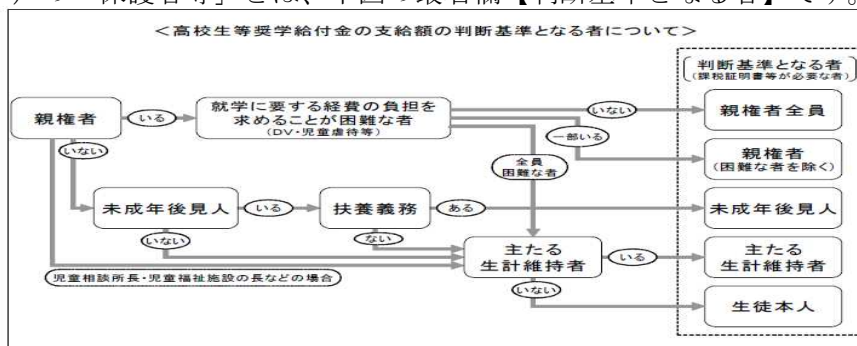 ＜高校生等奨学給付金の支給額の判断基準となる者について＞
判断基準となる者
(課税証明書等が必要な者)
親権者
いる
就学に要する経費の負担を
求めることが困難な者
(DV・児童虐待等)
いない
親権者全員
一部いる
親権者
(困難な者を除く)
全員
困難な者
いない
未成年後見人
いる
扶養義務
ある
未成年後見人
いない
ない
主たる
生計維持者
いる
主たる
生計維持者
児童相談所長・児童福祉施設の長などの場合
いない
生徒本人